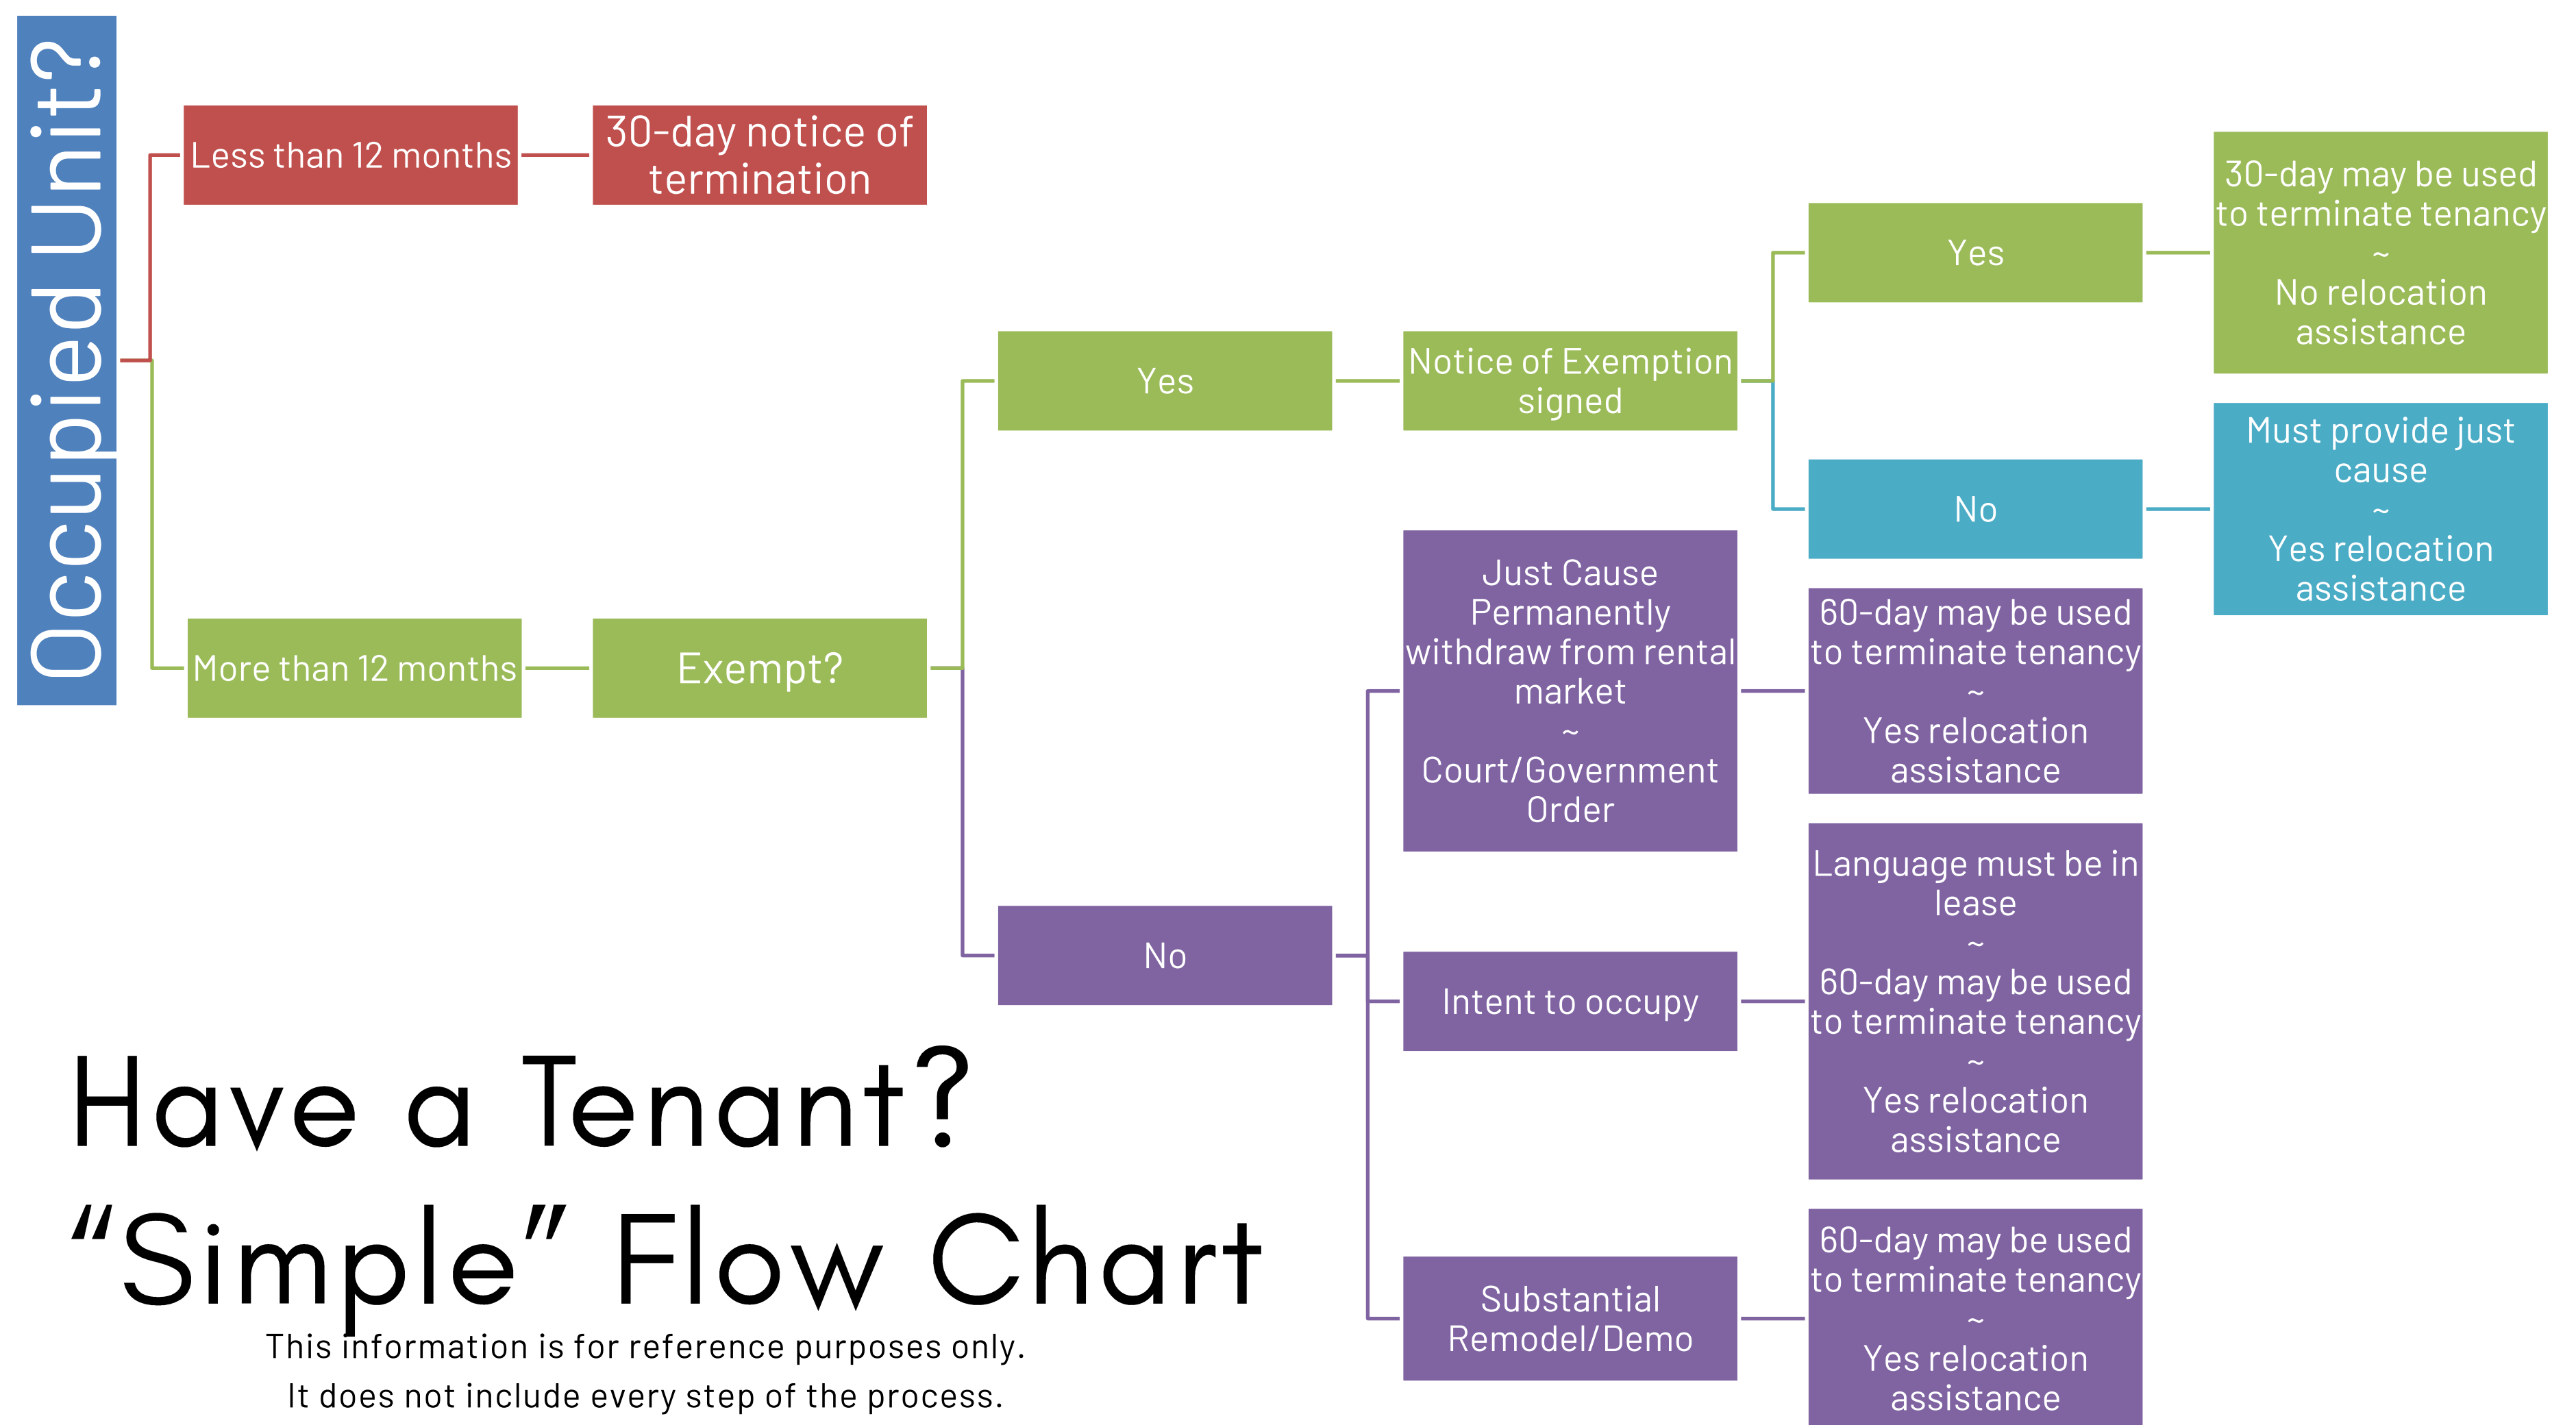 Occupied Unit?
Less than 12 months
30-day notice of
termination
More than 12 months
Exempt?
Yes
Notice of Exemption
signed
Yes
30-day may be used
to terminate tenancy
~
No relocation
assistance
No
Must provide just
cause
~
Yes relocation
assistance
No
Just Cause
Permanently
withdraw from rental
market
~
Court/Government
Order
60-day may be used
to terminate tenancy
~
Yes relocation
assistance
Intent to occupy
Language must be in
lease
~
60-day may be used
to terminate tenancy
~
Yes relocation
assistance
Substantial
Remodel/Demo
60-day may be used
to terminate tenancy
~
Yes relocation
assistance
Have a Tenant?
“Simple” Flow Chart
This information is for reference purposes only.
It does not include every step of the process.